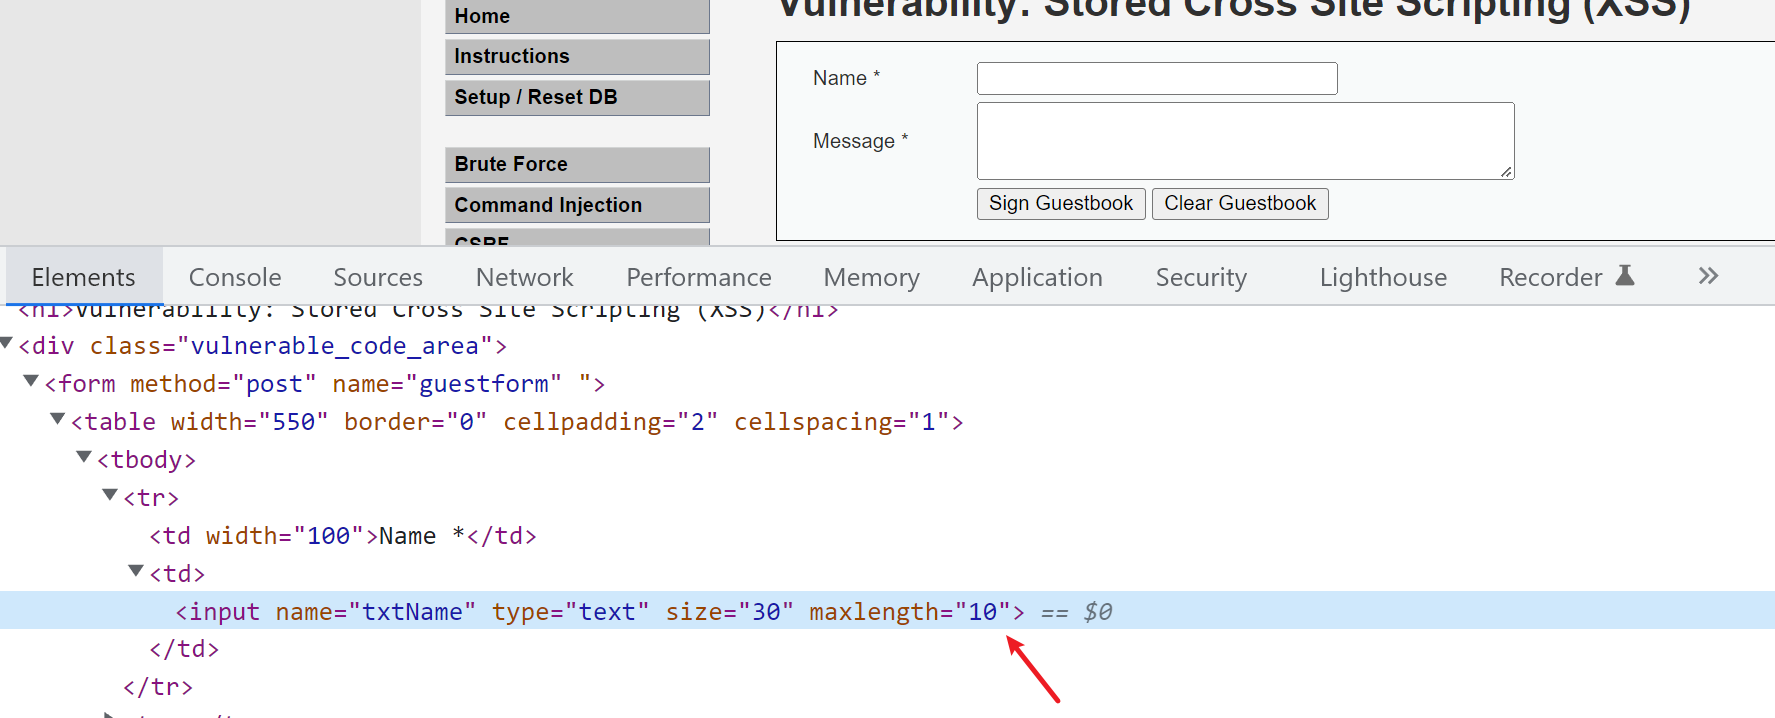 Home
Vulnerability: Stored Cross Site Scripting (XSS)
Instructions
Setup / Reset DB
Brute Force
Command Injection
CSRF
Name *
Message *
Sign Guestbook Clear Guestbook
Elements Console Sources Network Performance Memory Application Security Lighthouse Recorder »
<h1>Vulnerability: Stored Cross Site Scripting (XSS)</h1>
<div class="vulnerable_code_area">
<form method="post" name="guestform" ">
<table width="550" border="0" cellpadding="2" cellspacing="1">
<tbody>
<tr>
<td width="100">Name *</td>
<td>
<input name="txtName" type="text" size="30" maxlength="10"> == $0
</td>
</tr>